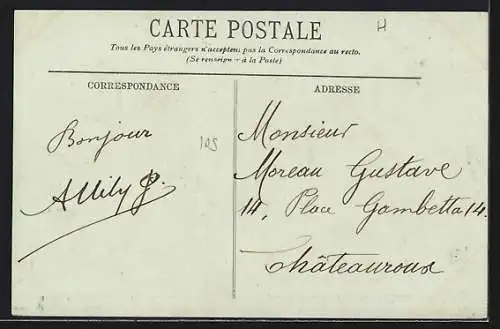 H
CARTE POSTALE
Tous les Pays étrangers n'acceptent pas la Correspondance au recto.
(Se renseigner à la Poste)
CORRESPONDANCE
ADRESSE
Bonjour
105
Monsieur
Moreau Gustave
14, Place Gambetta 14.
Châteauroux